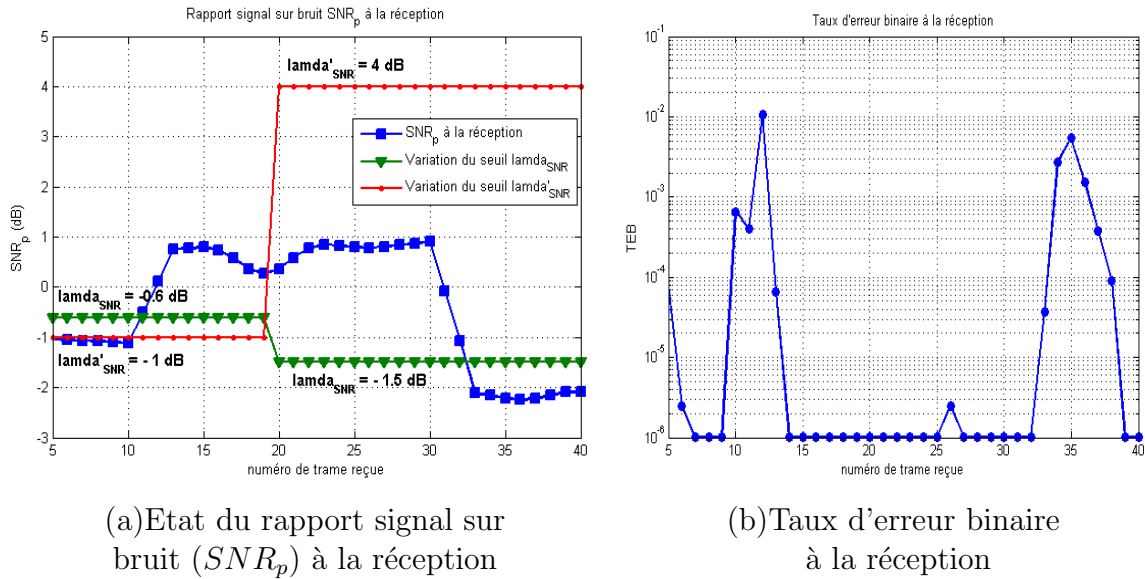 Rapport signal sur bruit SNRp à la réception
5
4
3
2
1
0
-1
-2
-3
SNRp (dB)
lamda'SNR = 4 dB
SNRp à la réception
Variation du seuil lamdaSNR
Variation du seuil lamda'SNR
lamdaSNR = -0.6 dB
lamda'SNR = - 1 dB
lamdaSNR = - 1.5 dB
5 10 15 20 25 30 35 40
numéro de trame reçue
Taux d'erreur binaire à la réception
10^-1
10^-2
10^-3
10^-4
10^-5
10^-6
TEB
5 10 15 20 25 30 35 40
numéro de trame reçue
(a)Etat du rapport signal sur
bruit (SNRp) à la réception
(b)Taux d'erreur binaire
à la réception